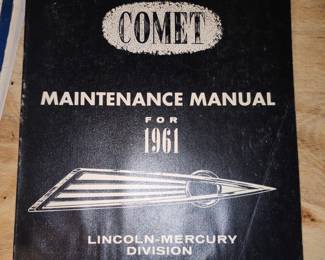 COMET
MAINTENANCE MANUAL
FOR
1961
LINCOLN-MERCURY
DIVISION